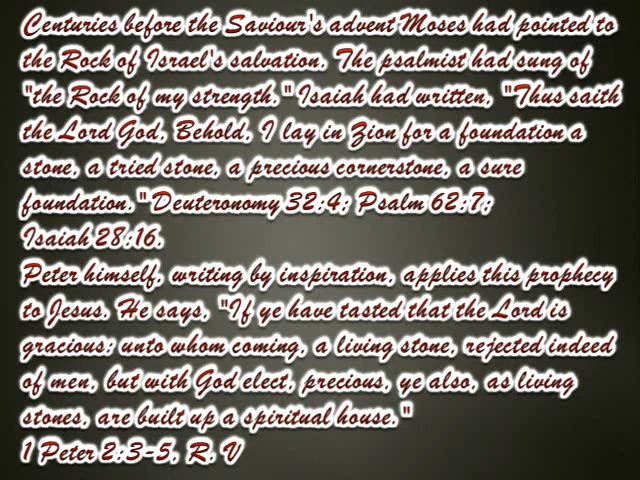 Centuries before the Saviour's advent Moses had pointed to
the Rock of Israel's salvation. The psalmist had sung of
"the Rock of my strength." Isaiah had written, "Thus saith
the Lord God, Behold, I lay in Zion for a foundation a
stone, a tried stone, a precious cornerstone, a sure
foundation." Deuteronomy 32:4; Psalm 62:7;
Isaiah 28:16.
Peter himself, writing by inspiration, applies this prophecy
to Jesus. He says, "If ye have tasted that the Lord is
gracious: unto whom coming, a living stone, rejected indeed
of men, but with God elect, precious, ye also, as living
stones, are built up a spiritual house."
1 Peter 2:3-5, R. V